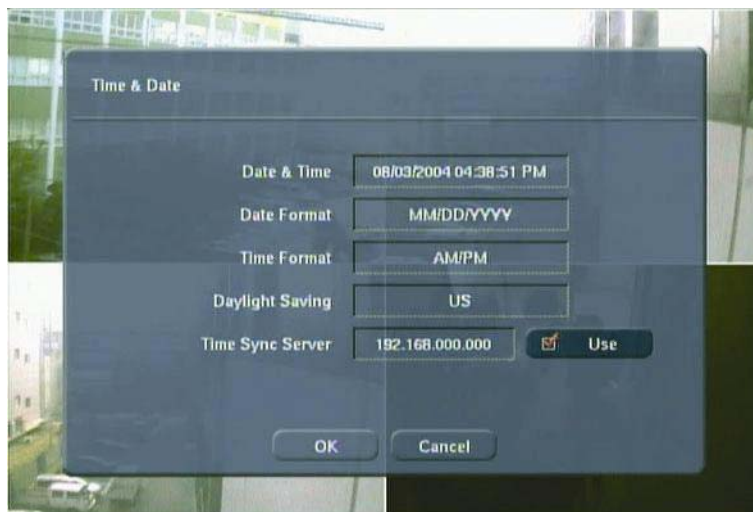 Time & Date
Date & Time 08/03/2004 04:38:51 PM
Date Format MM/DD/YYYY
Time Format AM/PM
Daylight Saving US
Time Sync Server 192.168.000.000 Use
OK Cancel